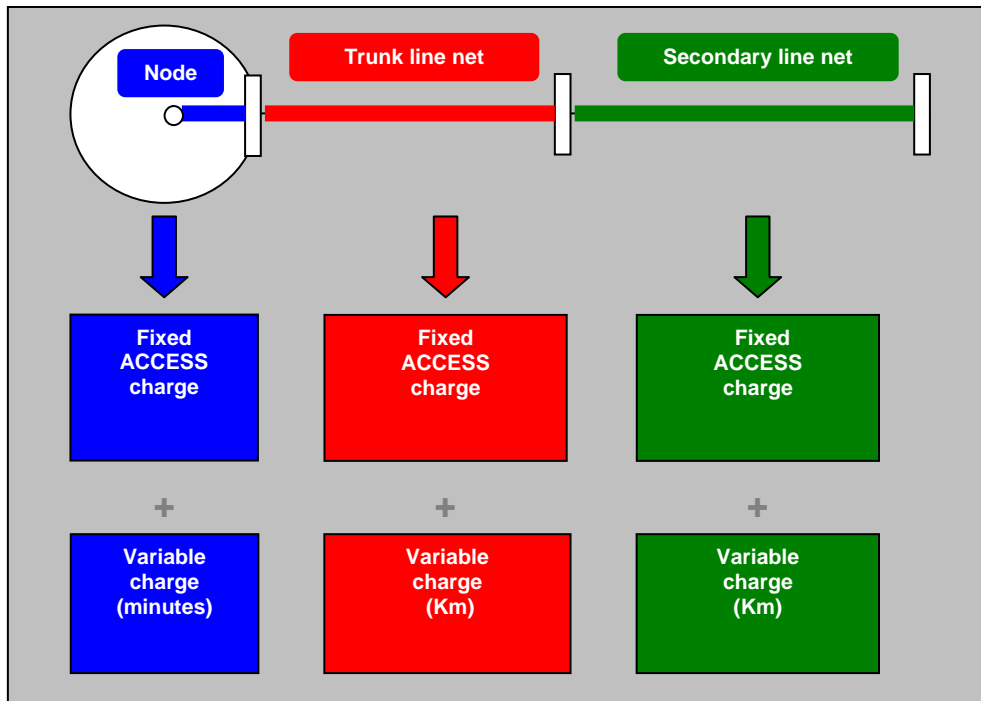 Node
Trunk line net
Secondary line net
Fixed
ACCESS
charge
Fixed
ACCESS
charge
Fixed
ACCESS
charge
+
+
+
Variable
charge
(minutes)
Variable
charge
(Km)
Variable
charge
(Km)